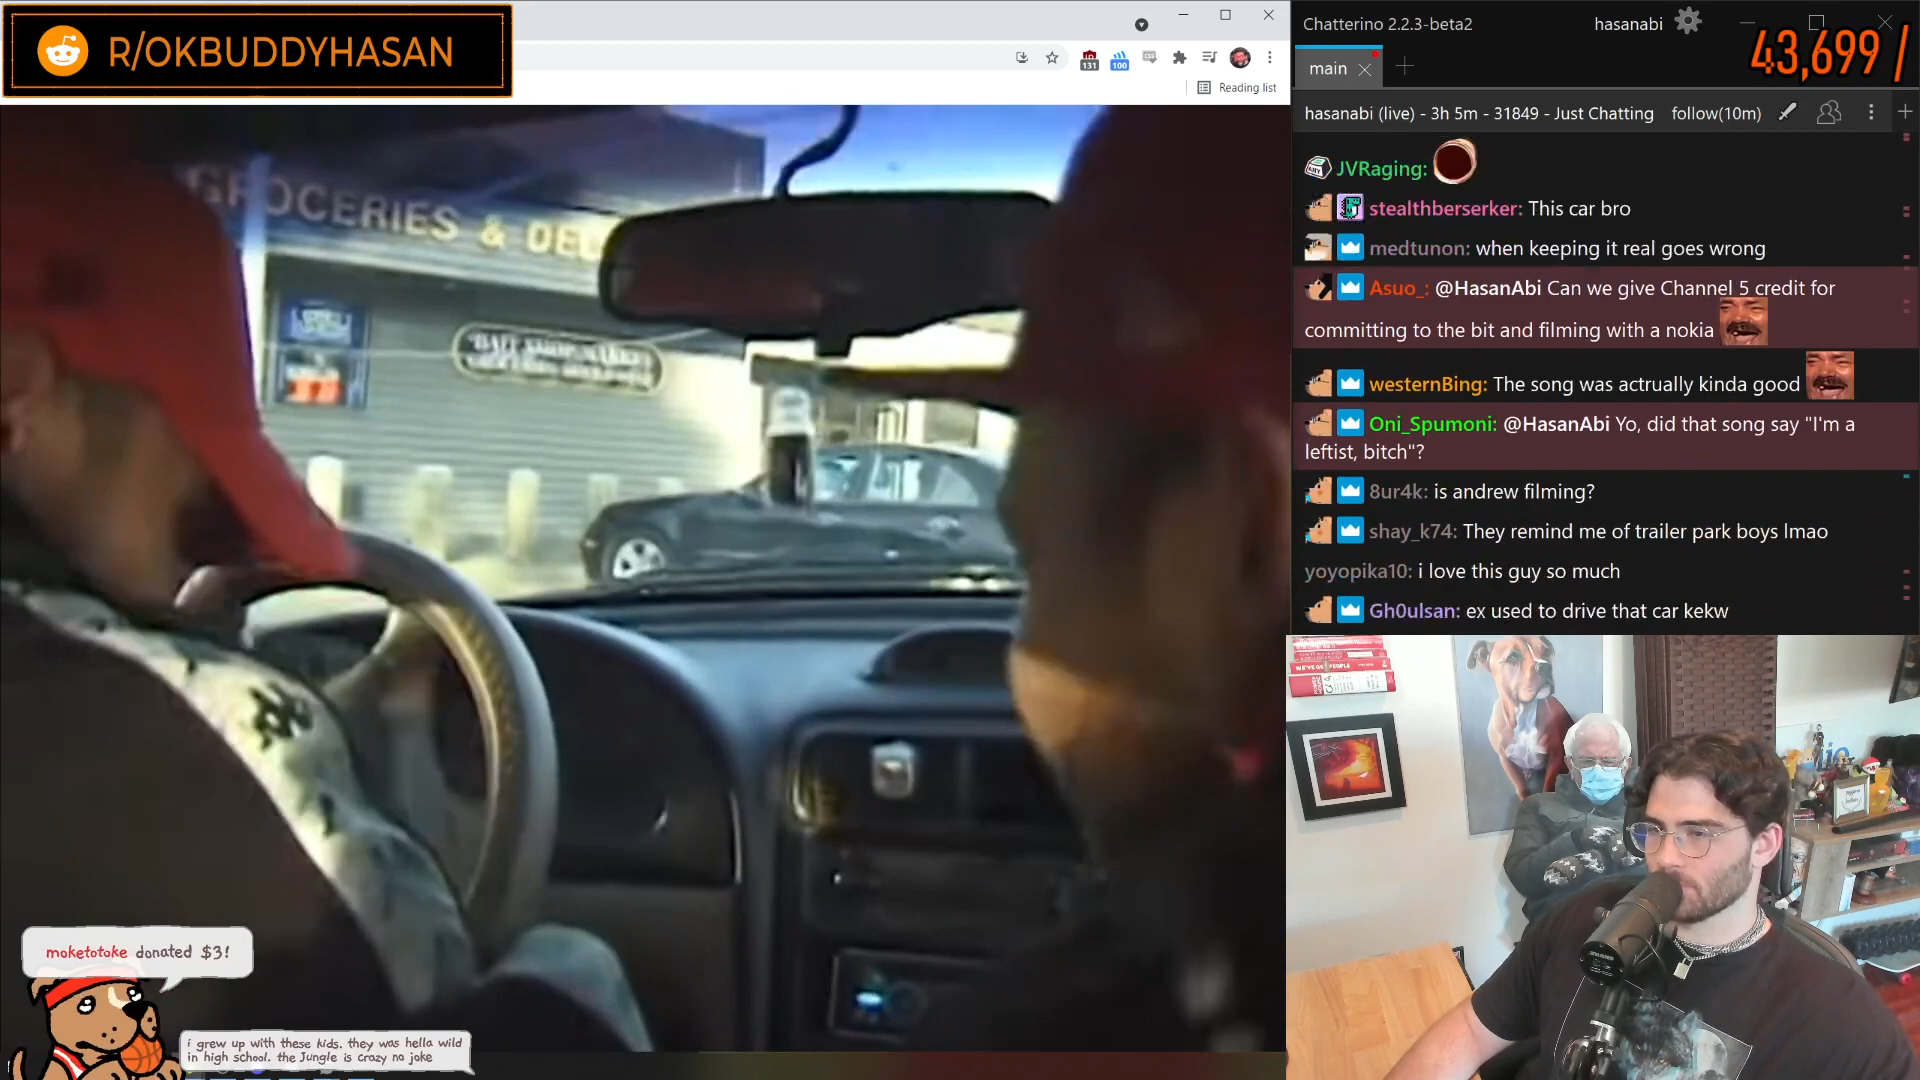 R/OKBUDDYHASAN
131
100
Reading list
GROCERIES & DEL
moketotoke donated $3!
i grew up with these kids. they was hella wild
in high school. the Jungle is crazy no joke
Chatterino 2.2.3-beta2
hasanabi
43,699 /
main
hasanabi (live) - 3h 5m - 31849 - Just Chatting follow(10m)
JVRaging:
stealthberserker: This car bro
medtunon: when keeping it real goes wrong
Asuo_: @HasanAbi Can we give Channel 5 credit for
committing to the bit and filming with a nokia
westernBing: The song was actrually kinda good
Oni_Spumoni: @HasanAbi Yo, did that song say "I'm a
leftist, bitch"?
8ur4k: is andrew filming?
shay_k74: They remind me of trailer park boys lmao
yoyopika10: i love this guy so much
Gh0ulsan: ex used to drive that car kekw